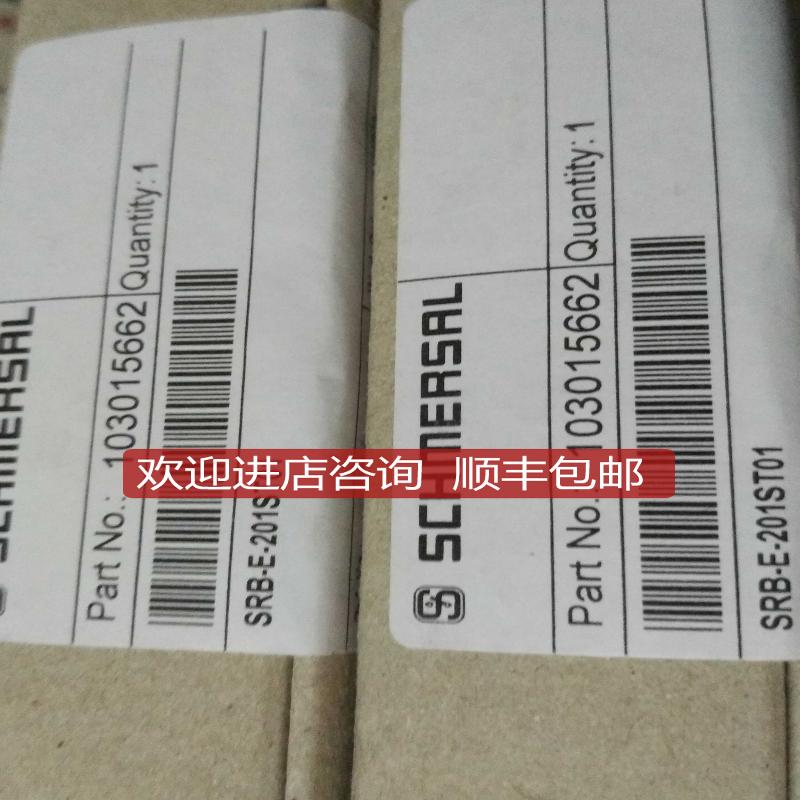 SCHMERSAL
Part No.: 103015662 Quantity: 1
SRB-E-201S
欢迎进店咨询 顺丰包邮
SCHMERSAL
Part No.: 103015662 Quantity: 1
SRB-E-201ST01